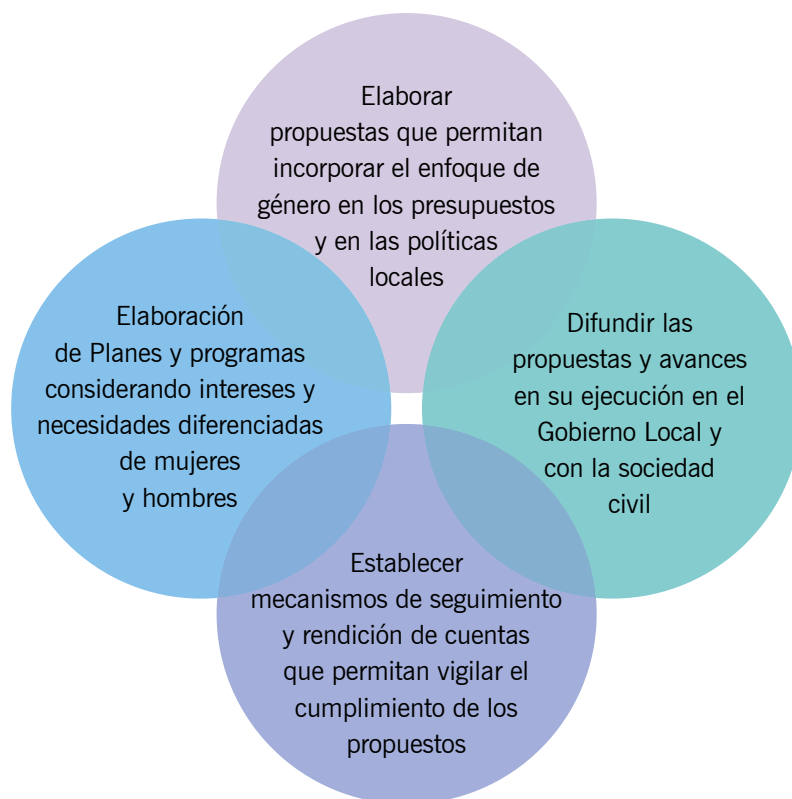 Elaborar
propuestas que permitan
incorporar el enfoque de
género en los presupuestos
y en las políticas
locales
Elaboración
de Planes y programas
considerando intereses y
necesidades diferenciadas
de mujeres
y hombres
Difundir las
propuestas y avances
en su ejecución en el
Gobierno Local y
con la sociedad
civil
Establecer
mecanismos de seguimiento
y rendición de cuentas
que permitan vigilar el
cumplimiento de los
propuestos